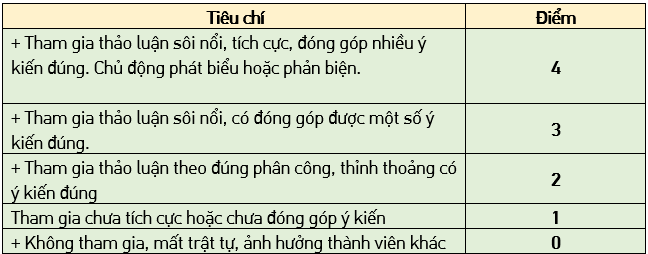 Tiêu chí Điểm
+ Tham gia thảo luận sôi nổi, tích cực, đóng góp nhiều ý
kiến đúng. Chủ động phát biểu hoặc phản biện.
4
+ Tham gia thảo luận sôi nổi, có đóng góp được một số ý
kiến đúng.
3
+ Tham gia thảo luận theo đúng phân công, thỉnh thoảng có
ý kiến đúng
2
Tham gia chưa tích cực hoặc chưa đóng góp ý kiến 1
+ Không tham gia, mất trật tự, ảnh hưởng thành viên khác 0